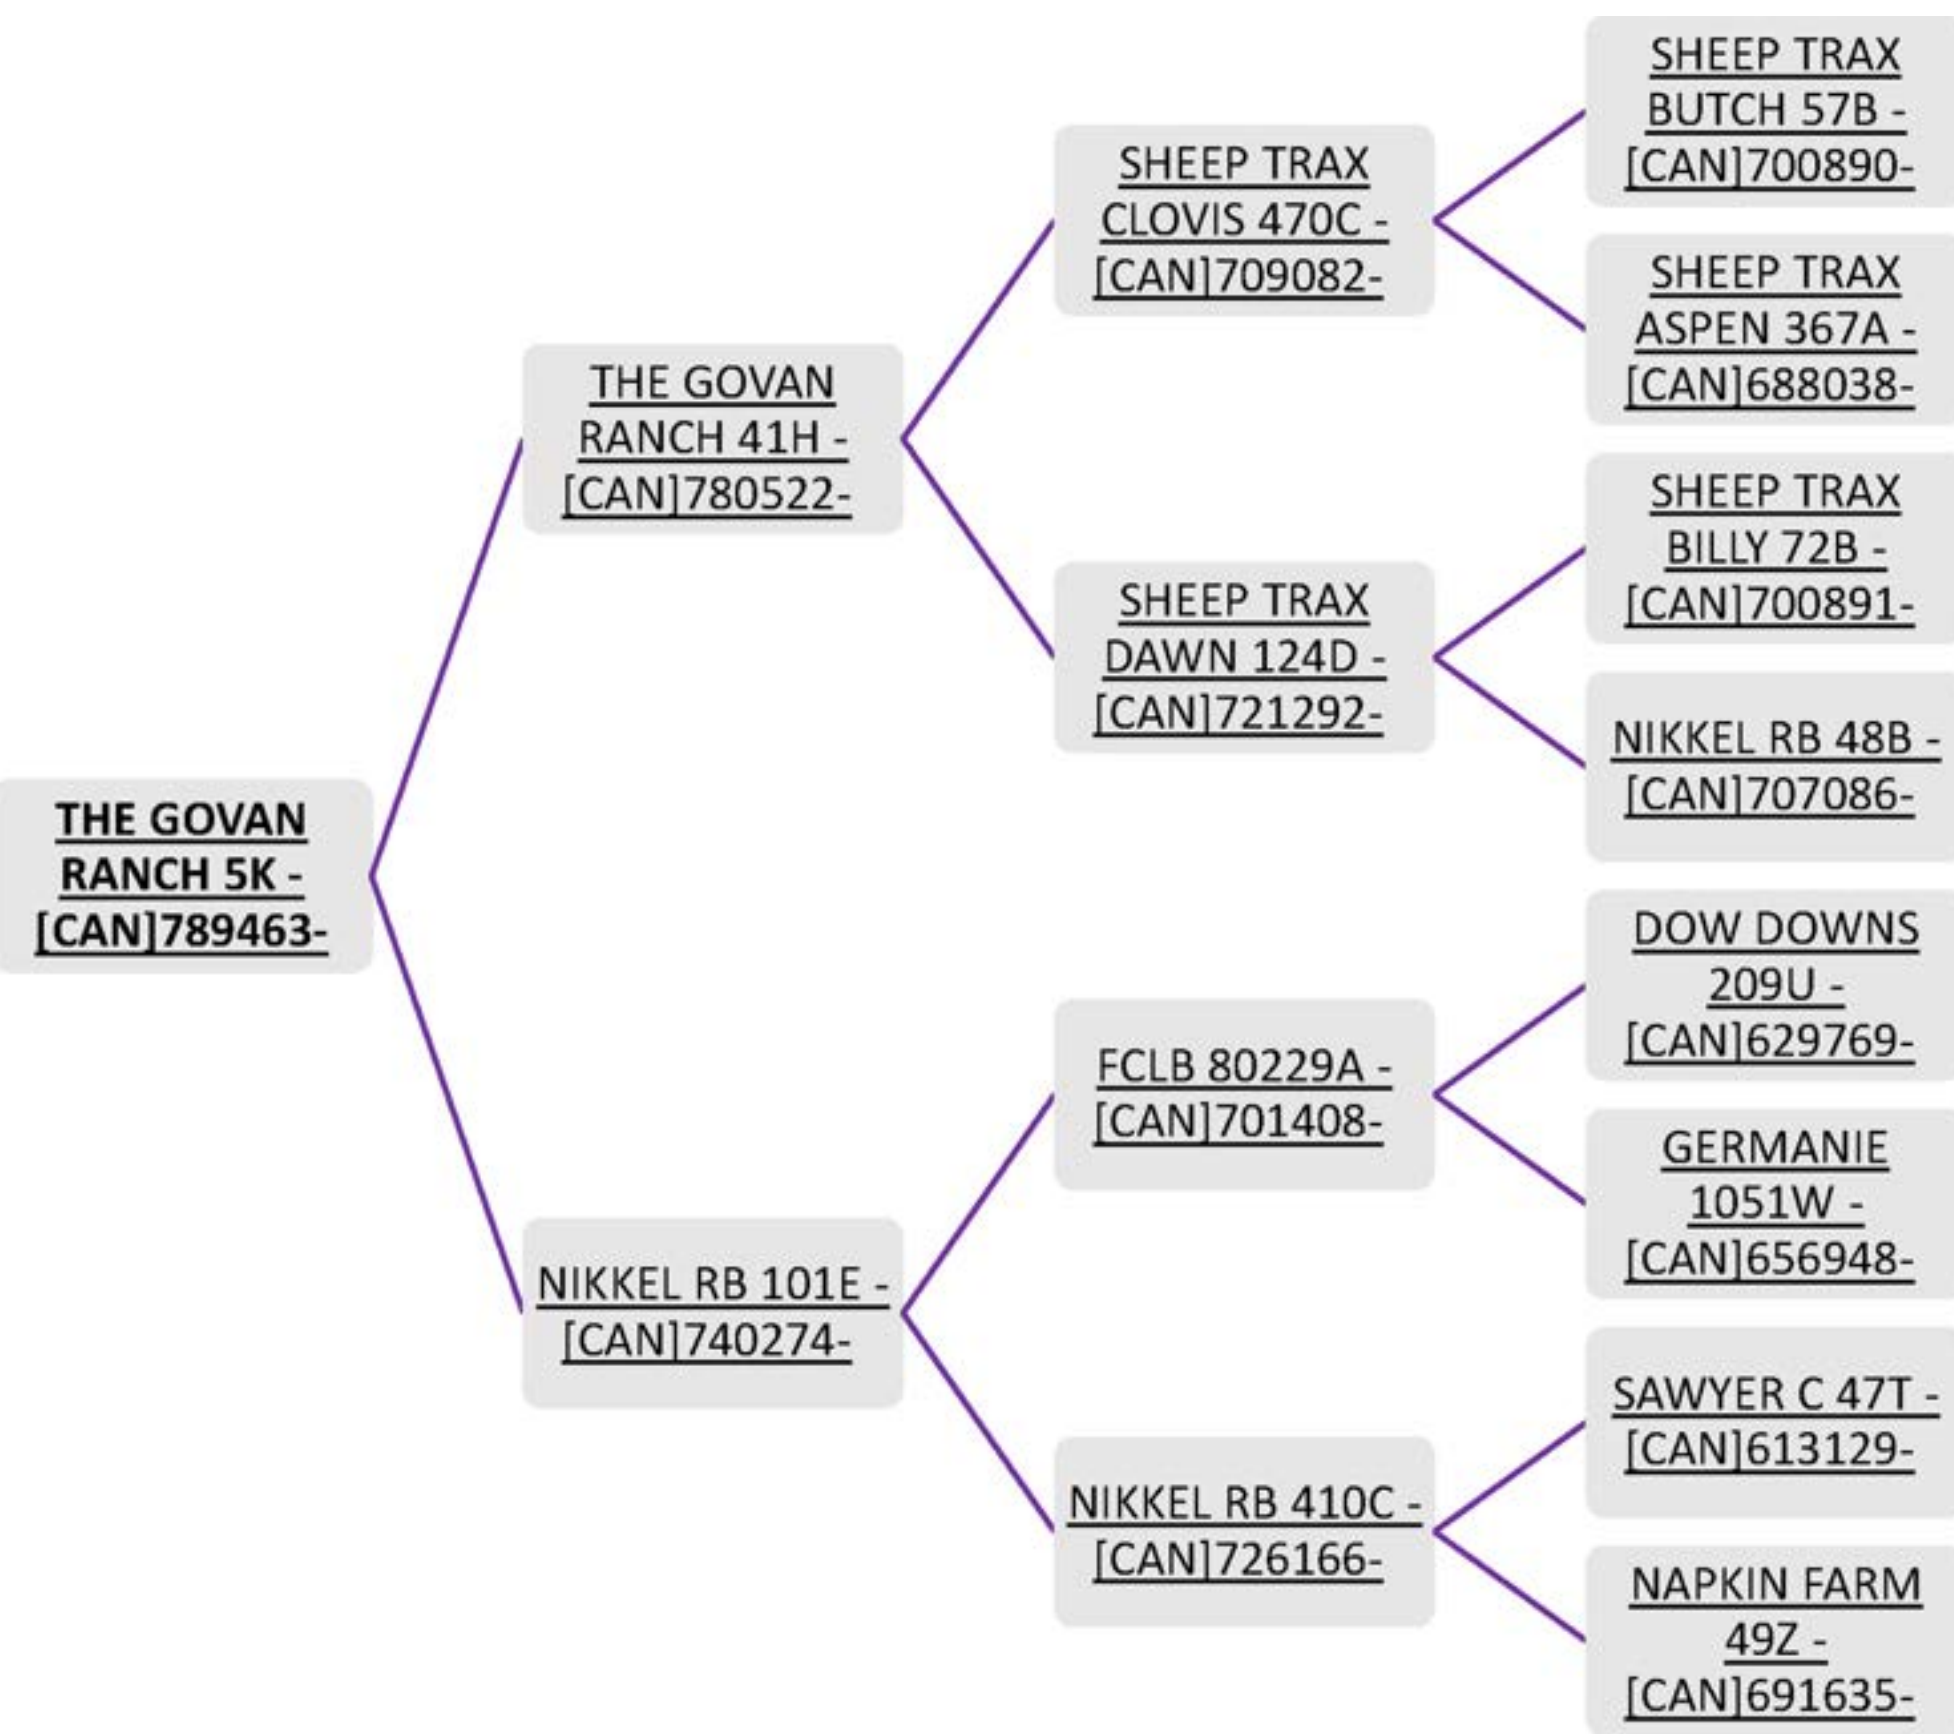 THE GOVAN
RANCH 5K -
[CAN]789463-
THE GOVAN
RANCH 41H -
[CAN]780522-
NIKKEL RB 101E -
[CAN]740274-
SHEEP TRAX
CLOVIS 470C -
[CAN]709082-
SHEEP TRAX
DAWN 124D -
[CAN]721292-
FCLB 80229A -
[CAN]701408-
NIKKEL RB 410C -
[CAN]726166-
SHEEP TRAX
BUTCH 57B -
[CAN]700890-
SHEEP TRAX
ASPEN 367A -
[CAN]688038-
SHEEP TRAX
BILLY 72B -
[CAN]700891-
NIKKEL RB 48B -
[CAN]707086-
DOW DOWNS
209U -
[CAN]629769-
GERMANIE
1051W -
[CAN]656948-
SAWYER C 47T -
[CAN]613129-
NAPKIN FARM
49Z -
[CAN]691635-